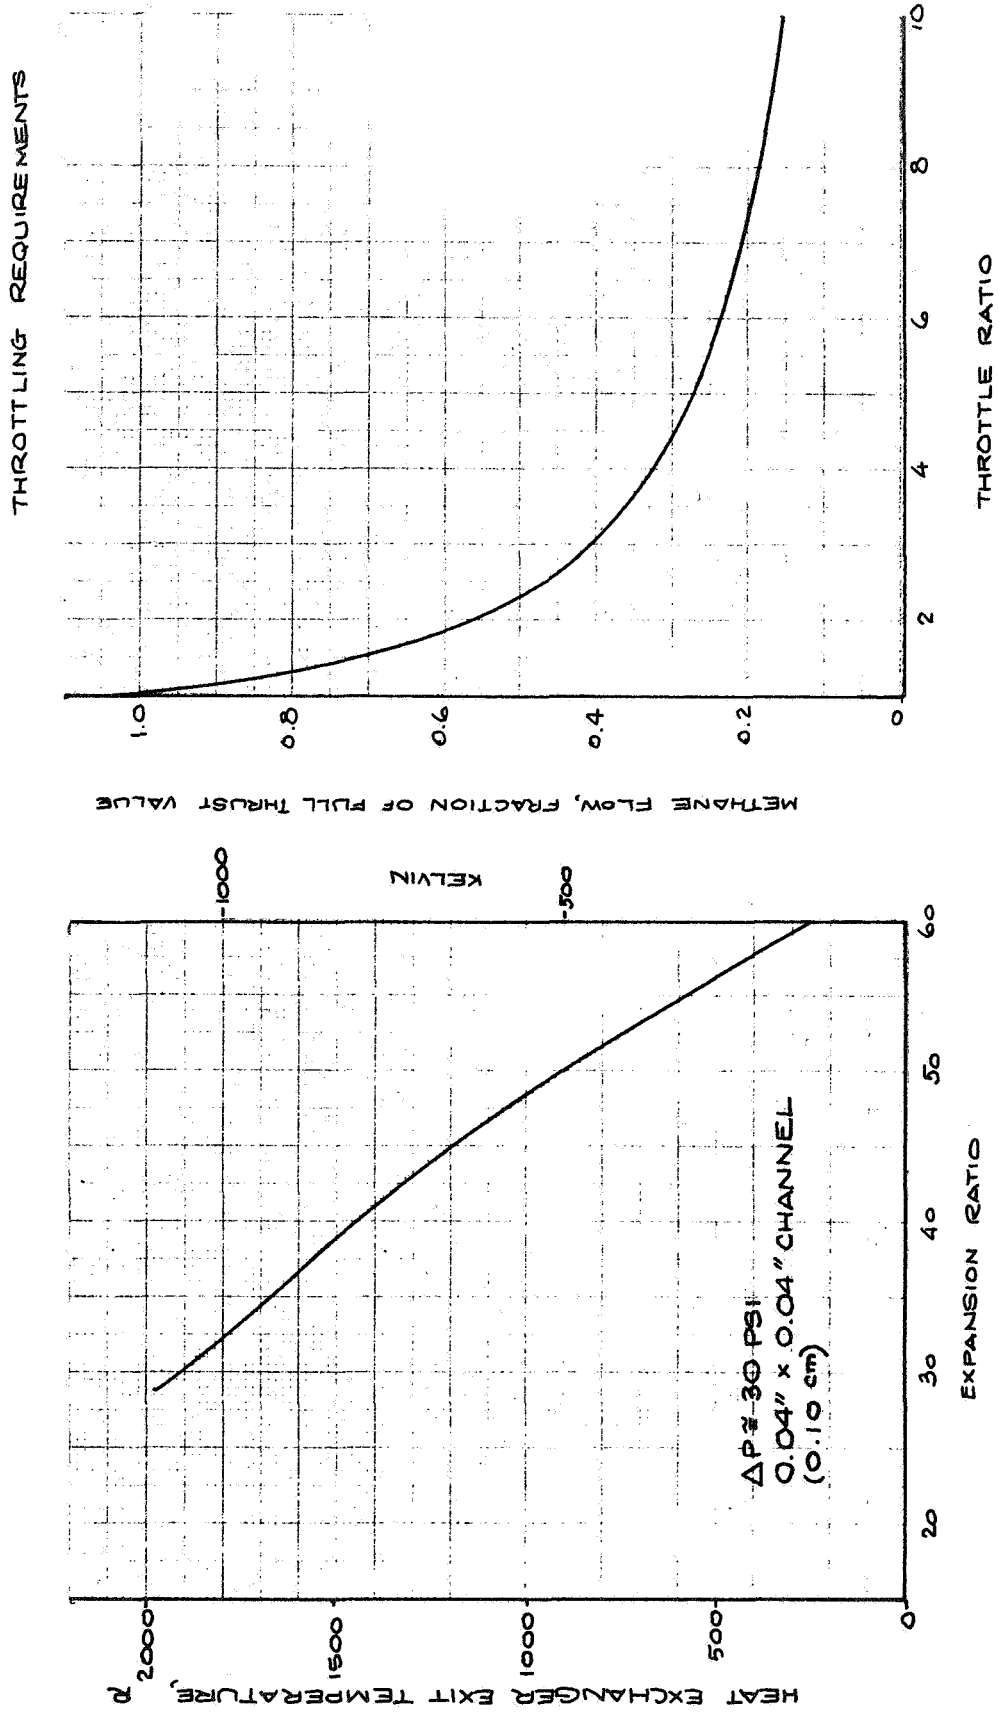 THROTTLING REQUIREMENTS
HEAT EXCHANGER EXIT TEMPERATURE, R
2000
1500
1000
500
0
20
30
40
50
60
EXPANSION RATIO
ΔP ≅ 30 PSI
0.04" x 0.04" CHANNEL
(0.10 cm)
-1000
-500
KELVIN
METHANE FLOW, FRACTION OF FULL THRUST VALUE
1.0
0.8
0.6
0.4
0.2
0
2
4
6
8
10
THROTTLE RATIO